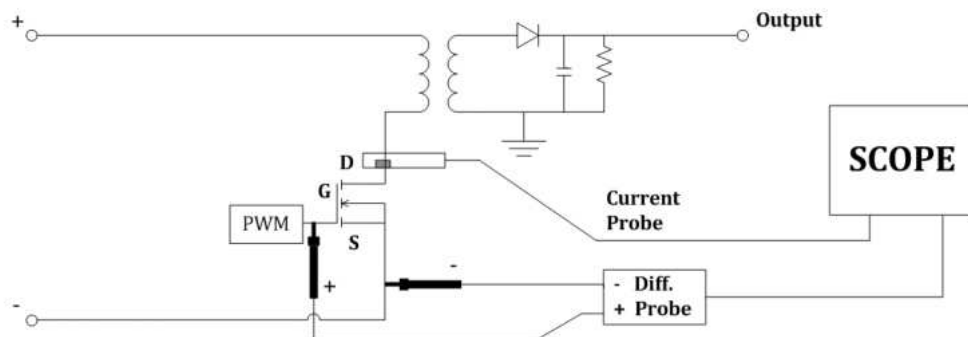 +
Output
D
SCOPE
G
Current
Probe
PWM
S
-
+
- Diff.
+ Probe
-